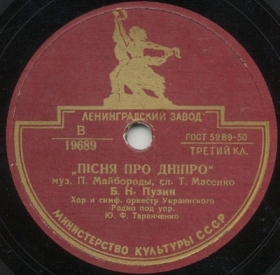 ЛЕНИНГРАДСКИЙ ЗАВОД
В
19689
ГОСТ 5289-50
ТРЕТИЙ КЛ.
„ПІСНЯ ПРО ДНІПРО"
муз. П. Майбороды, сл. Т. Масенко
Б. Н. Пузин
Хор и симф. оркестр Украинского
Радио под упр.
Ю. Ф. Таранченко
МИНИСТЕРСТВО КУЛЬТУРЫ СССР